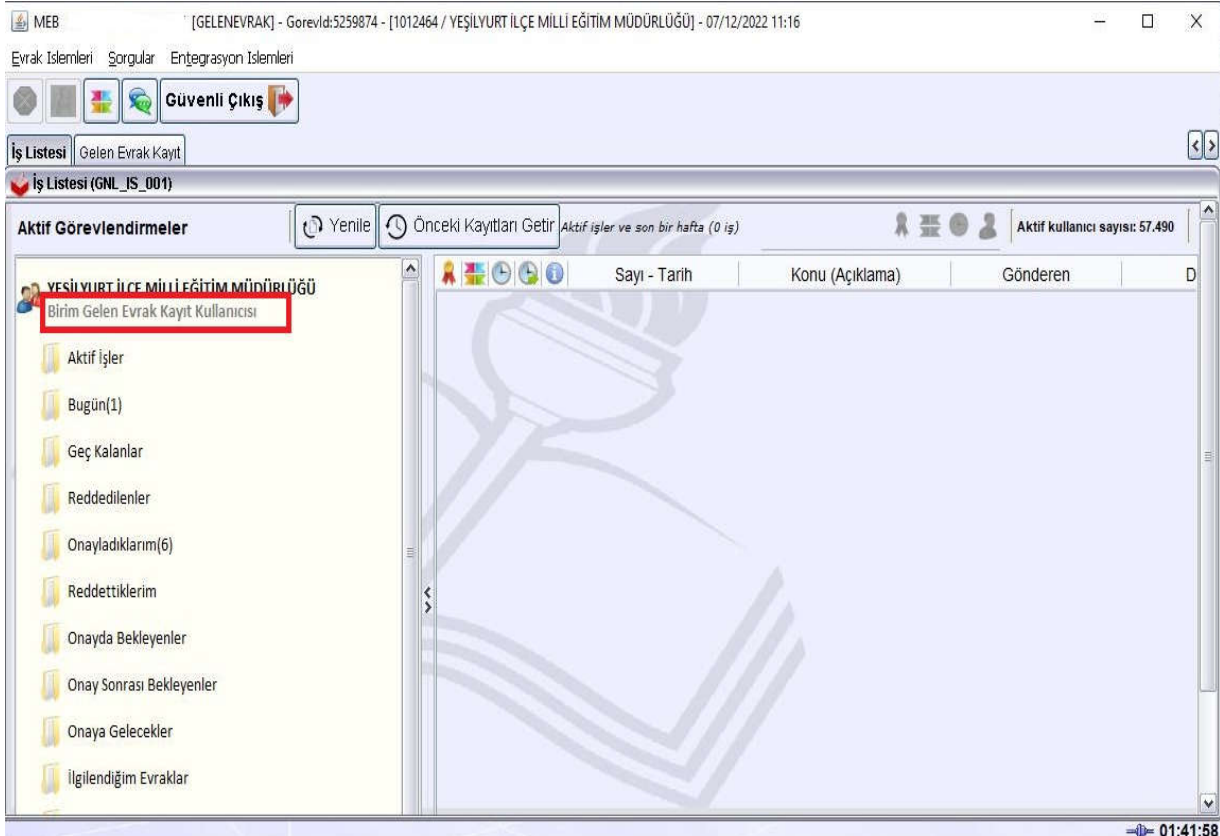 MEB [GELENEVRAK] - GorevId:5259874 - [1012464 / YEŞİLYURT İLÇE MİLLİ EĞİTİM MÜDÜRLÜĞÜ] - 07/12/2022 11:16
Evrak Islemleri Sorgular Entegrasyon Islemleri
Güvenli Çıkış
İş Listesi Gelen Evrak Kayıt
İş Listesi (GNL_IS_001)
Aktif Görevlendirmeler Yenile Önceki Kayıtları Getir Aktif işler ve son bir hafta (0 iş) Aktif kullanıcı sayısı: 57.490
Sayı - Tarih Konu (Açıklama) Gönderen D
YEŞİLYURT İLÇE MİLLİ EĞİTİM MÜDÜRLÜĞÜ
Birim Gelen Evrak Kayıt Kullanıcısı
Aktif İşler
Bugün(1)
Geç Kalanlar
Reddedilenler
Onayladıklarım(6)
Reddettiklerim
Onayda Bekleyenler
Onay Sonrası Bekleyenler
Onaya Gelecekler
İlgilendiğim Evraklar
01:41:58